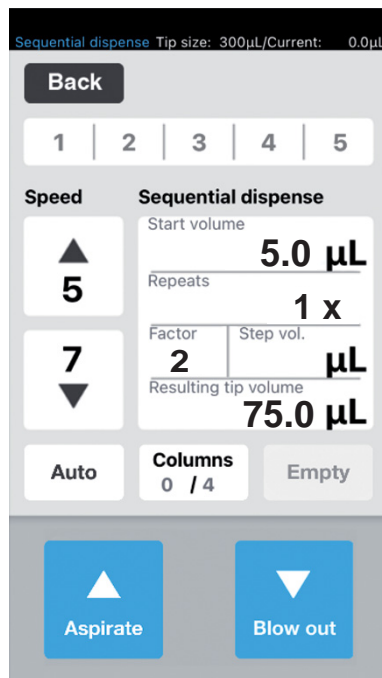 Sequential dispense Tip size: 300µL/Current: 0.0µL
Back
1 2 3 4 5
Speed
Sequential dispense
5
7
Start volume
5.0 µL
Repeats
1 x
Factor
2
Step vol.
µL
Resulting tip volume
75.0 µL
Auto
Columns
0 / 4
Empty
Aspirate
Blow out